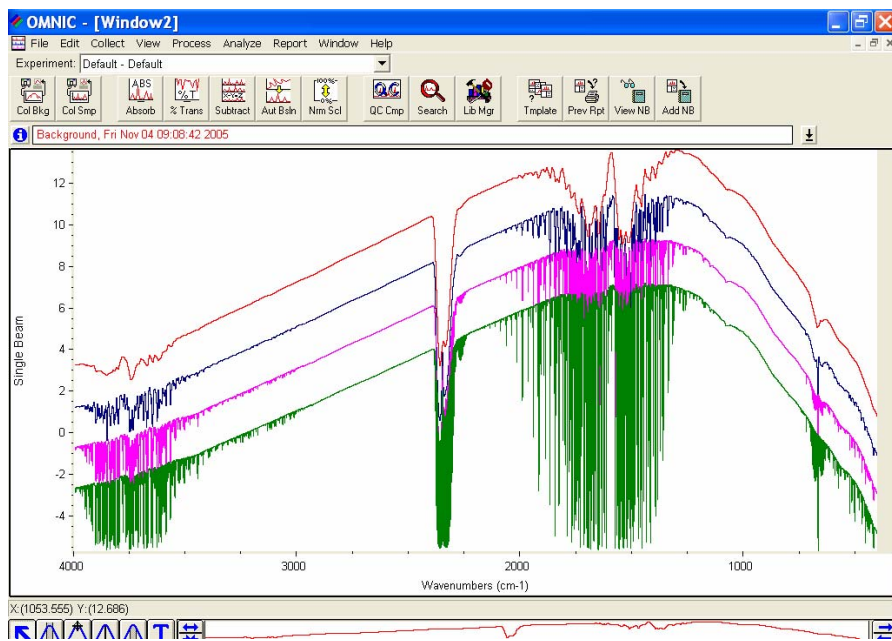 OMNIC - [Window2]
File Edit Collect View Process Analyze Report Window Help
Experiment: Default - Default
ABS %T X-Y=Z 100%- 0%-
Col Bkg Col Smp Absorb % Trans Subtract Aut Bsln Nrm Scl QC Cmp Search Lib Mgr Tmplate Prev Rpt View NB Add NB
Background, Fri Nov 04 09:08:42 2005
12
10
8
6
4
2
0
-2
-4
Single Beam
4000 3000 2000 1000
Wavenumbers (cm-1)
X:(1053.555) Y:(12.686)
T